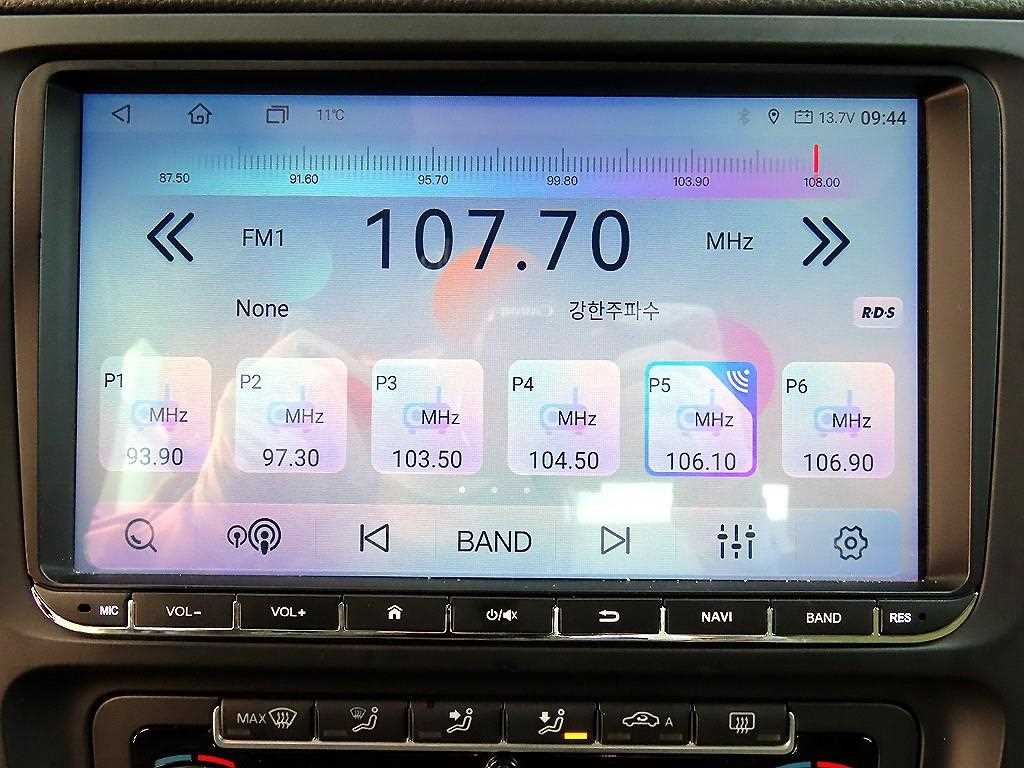 11°C
13.7V 09:44
87.50 91.60 95.70 99.80 103.90 108.00
FM1 107.70 MHz
None 강한주파수 R·D·S
P1 P2 P3 P4 P5 P6
MHz MHz MHz MHz MHz MHz
93.90 97.30 103.50 104.50 106.10 106.90
BAND
MIC VOL– VOL+ NAVI BAND RES
MAX A